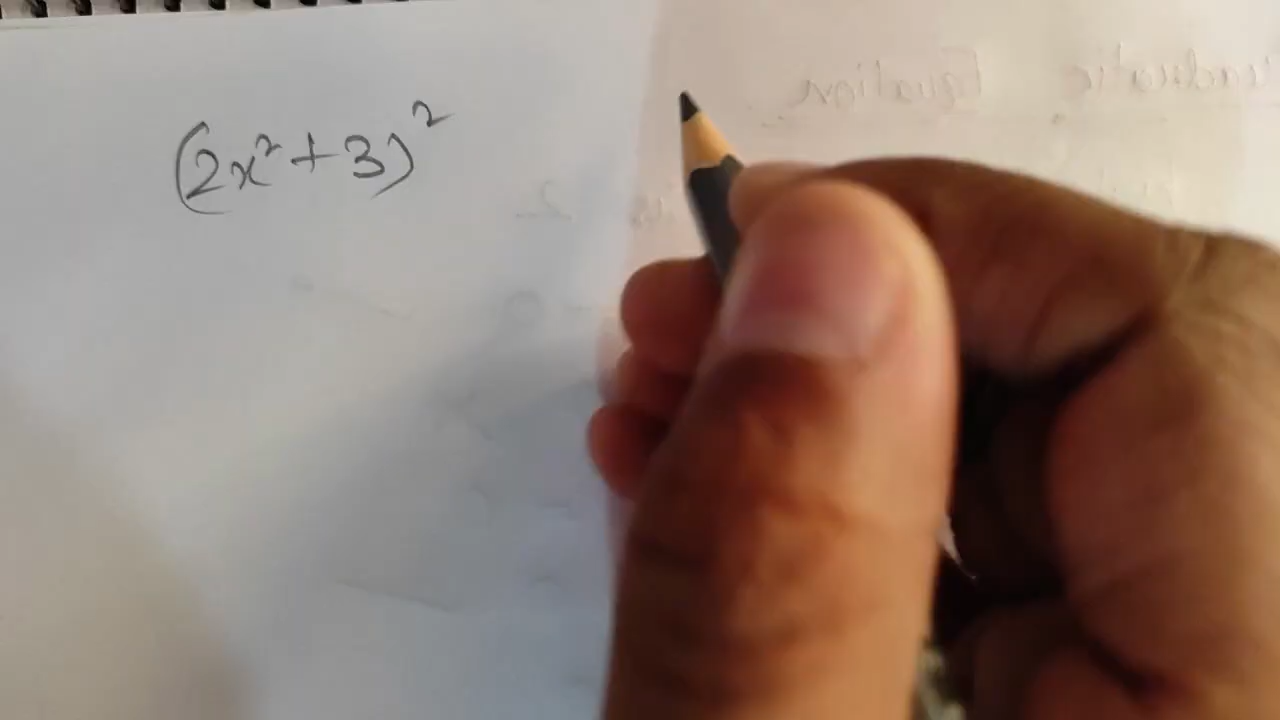 (2x² + 3)²